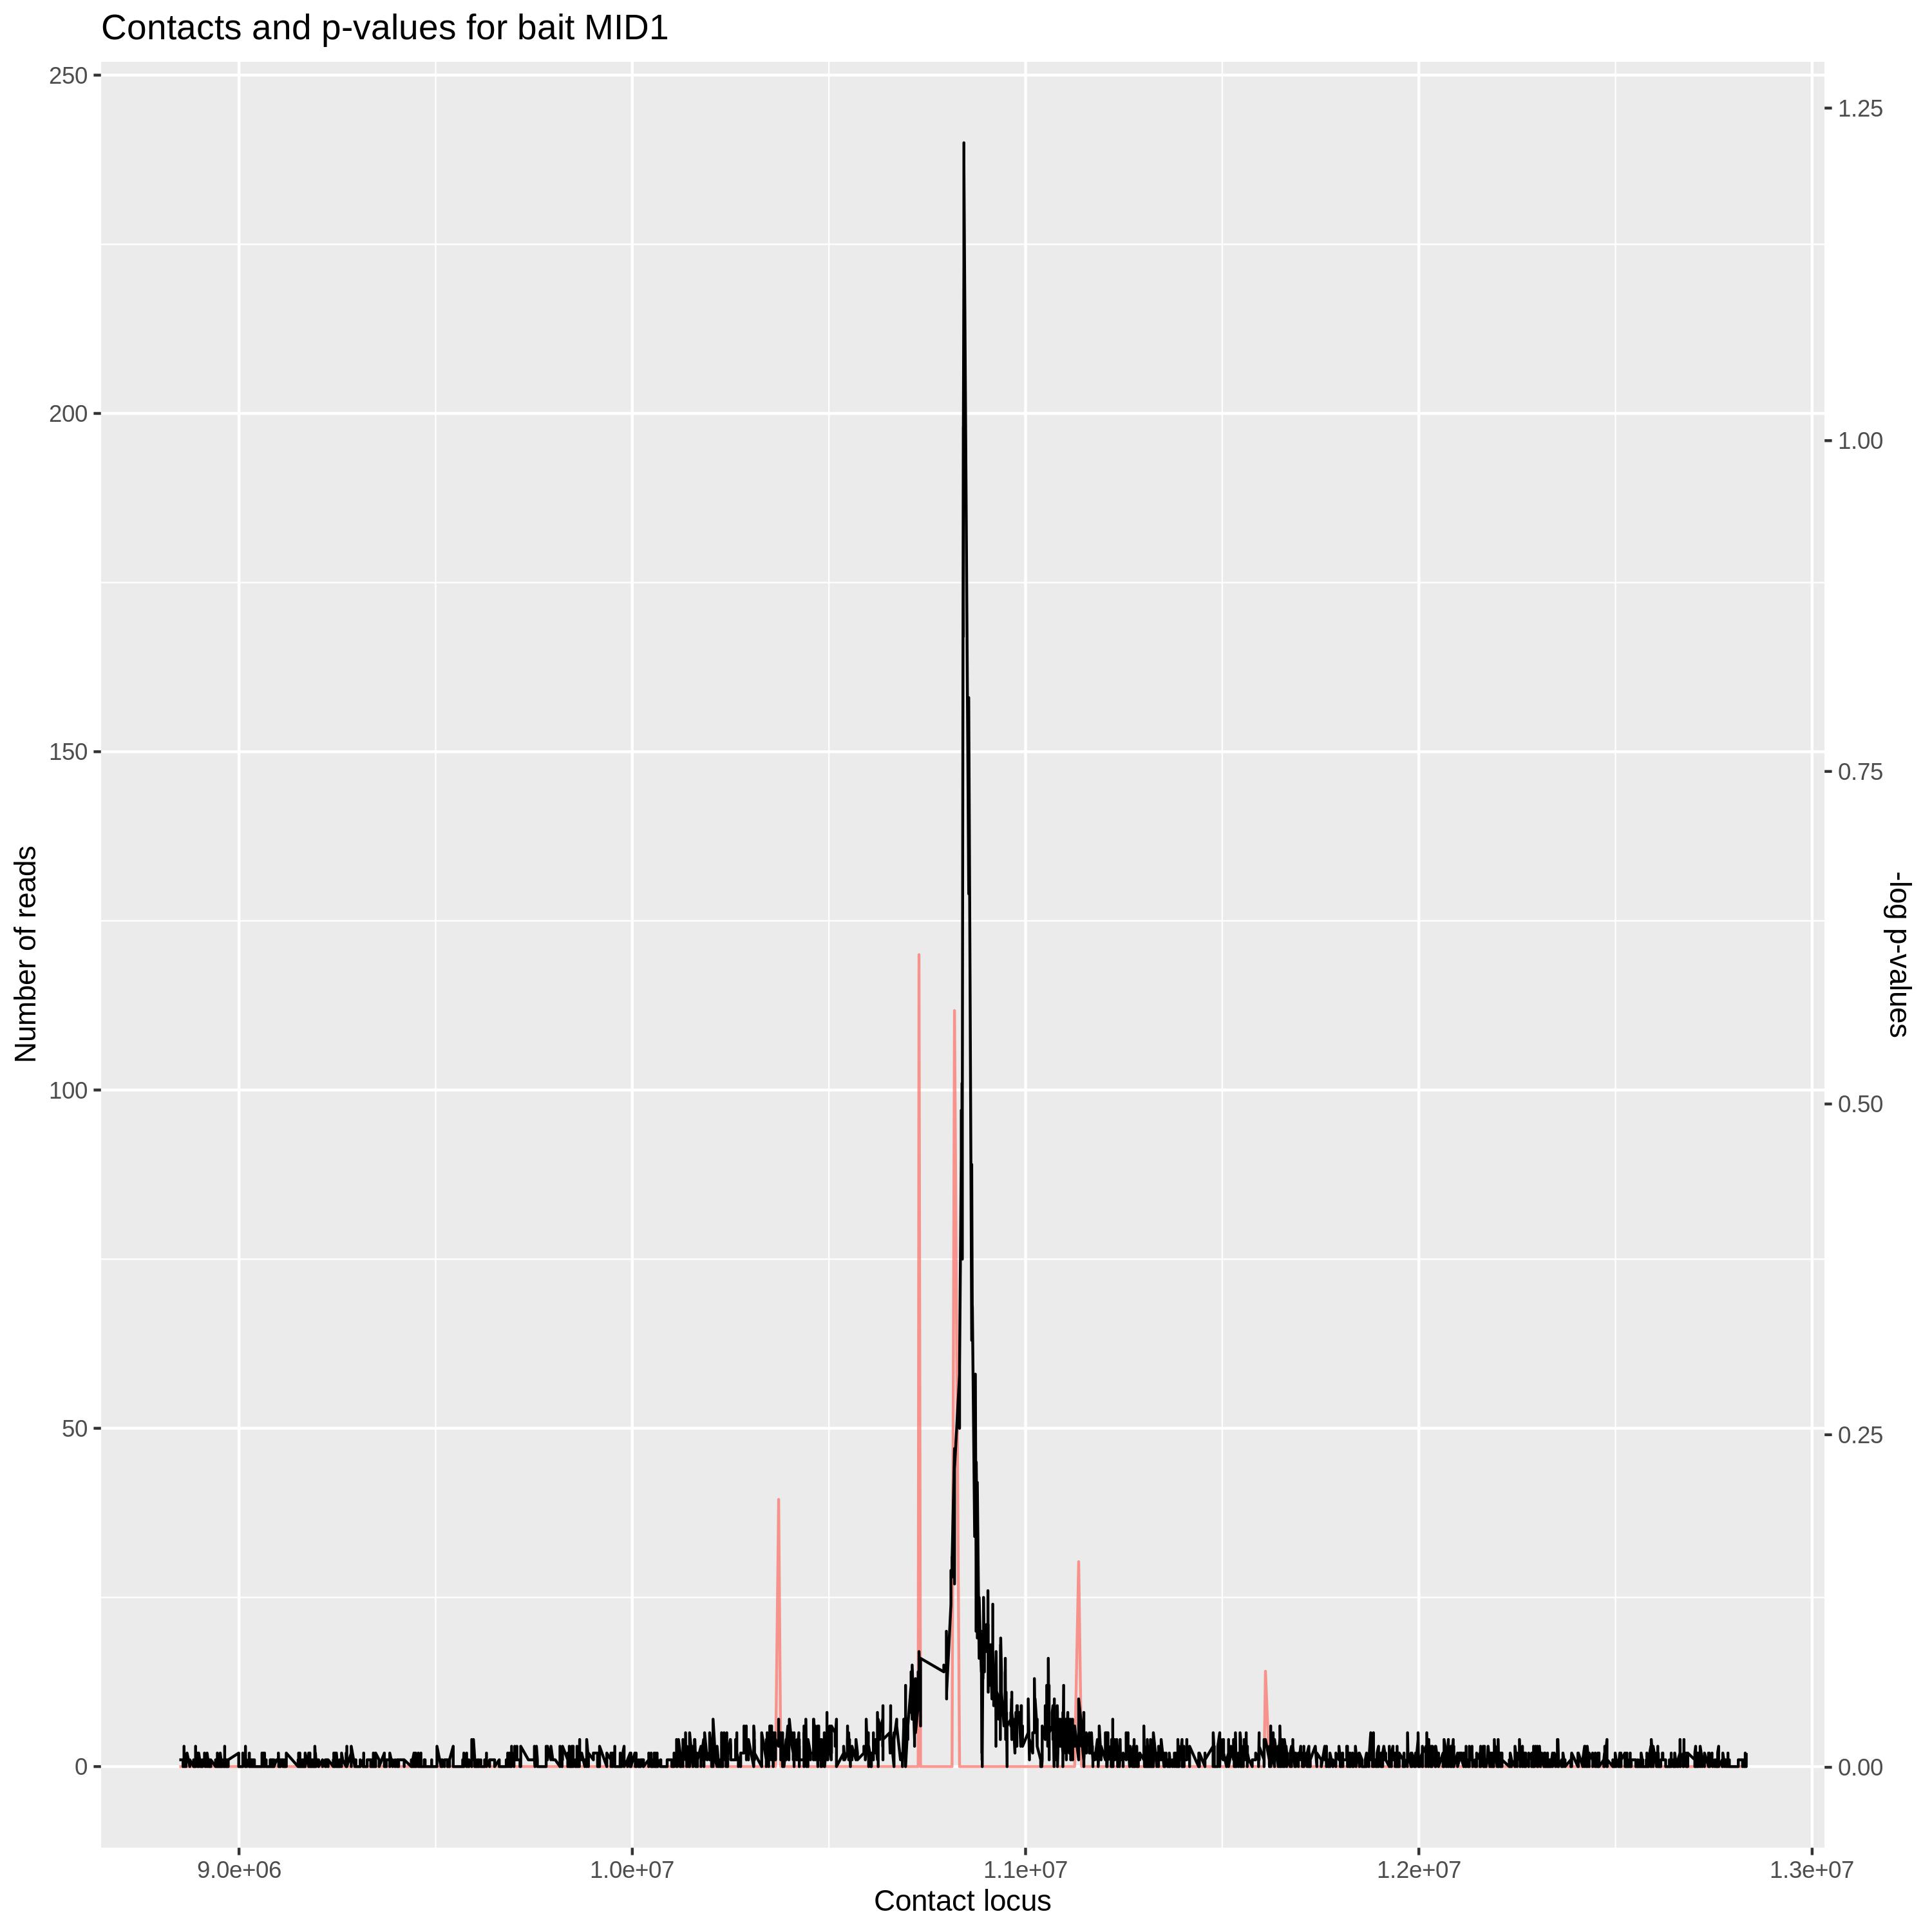 Contacts and p-values for bait MID1
250
200
150
100
50
0
Number of reads
1.25
1.00
0.75
0.50
0.25
0.00
-log p-values
9.0e+06
1.0e+07
1.1e+07
1.2e+07
1.3e+07
Contact locus